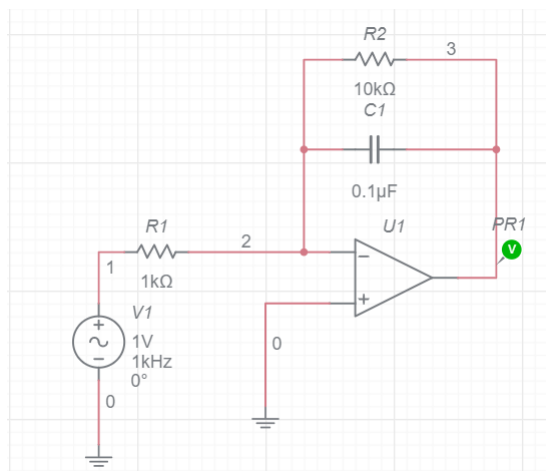 R2
3
10kΩ
C1
0.1µF
R1
2
U1
PR1
V
1
1kΩ
−
+
V1
+
−
1V
1kHz
0°
0
0